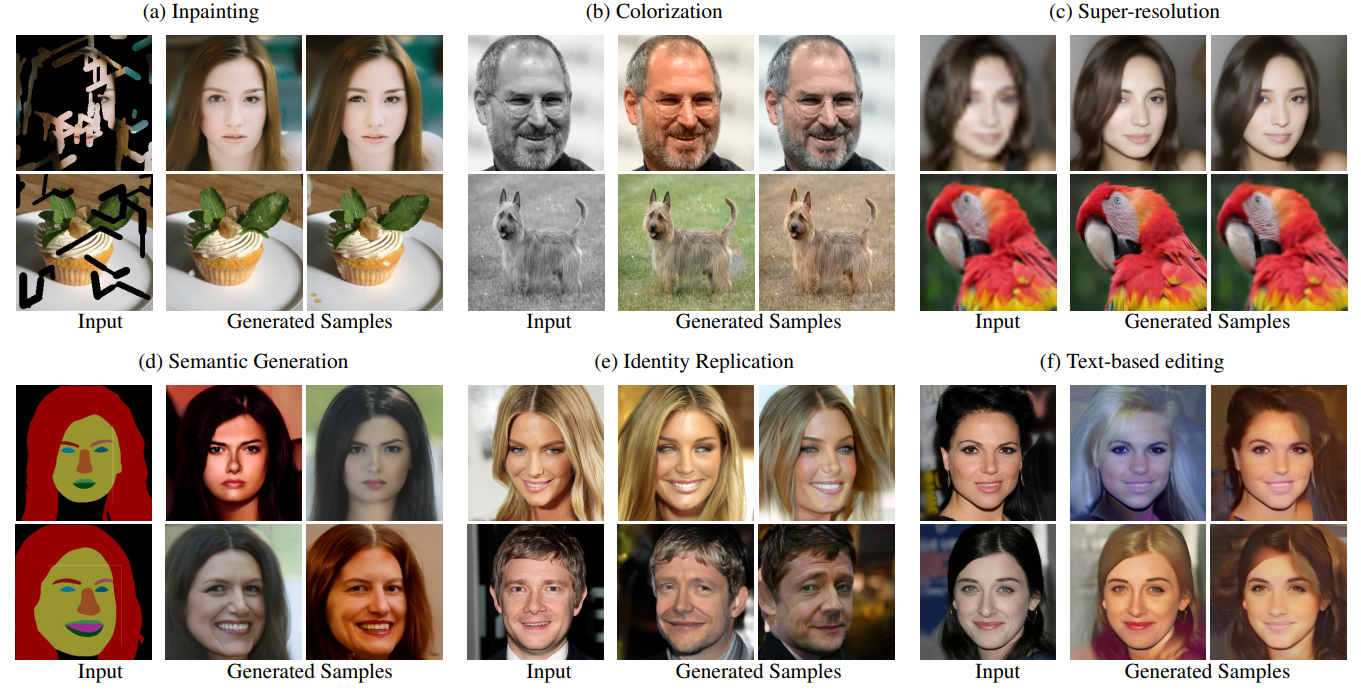 (a) Inpainting
(b) Colorization
(c) Super-resolution
Input
Generated Samples
Input
Generated Samples
Input
Generated Samples
(d) Semantic Generation
(e) Identity Replication
(f) Text-based editing
Input
Generated Samples
Input
Generated Samples
Input
Generated Samples